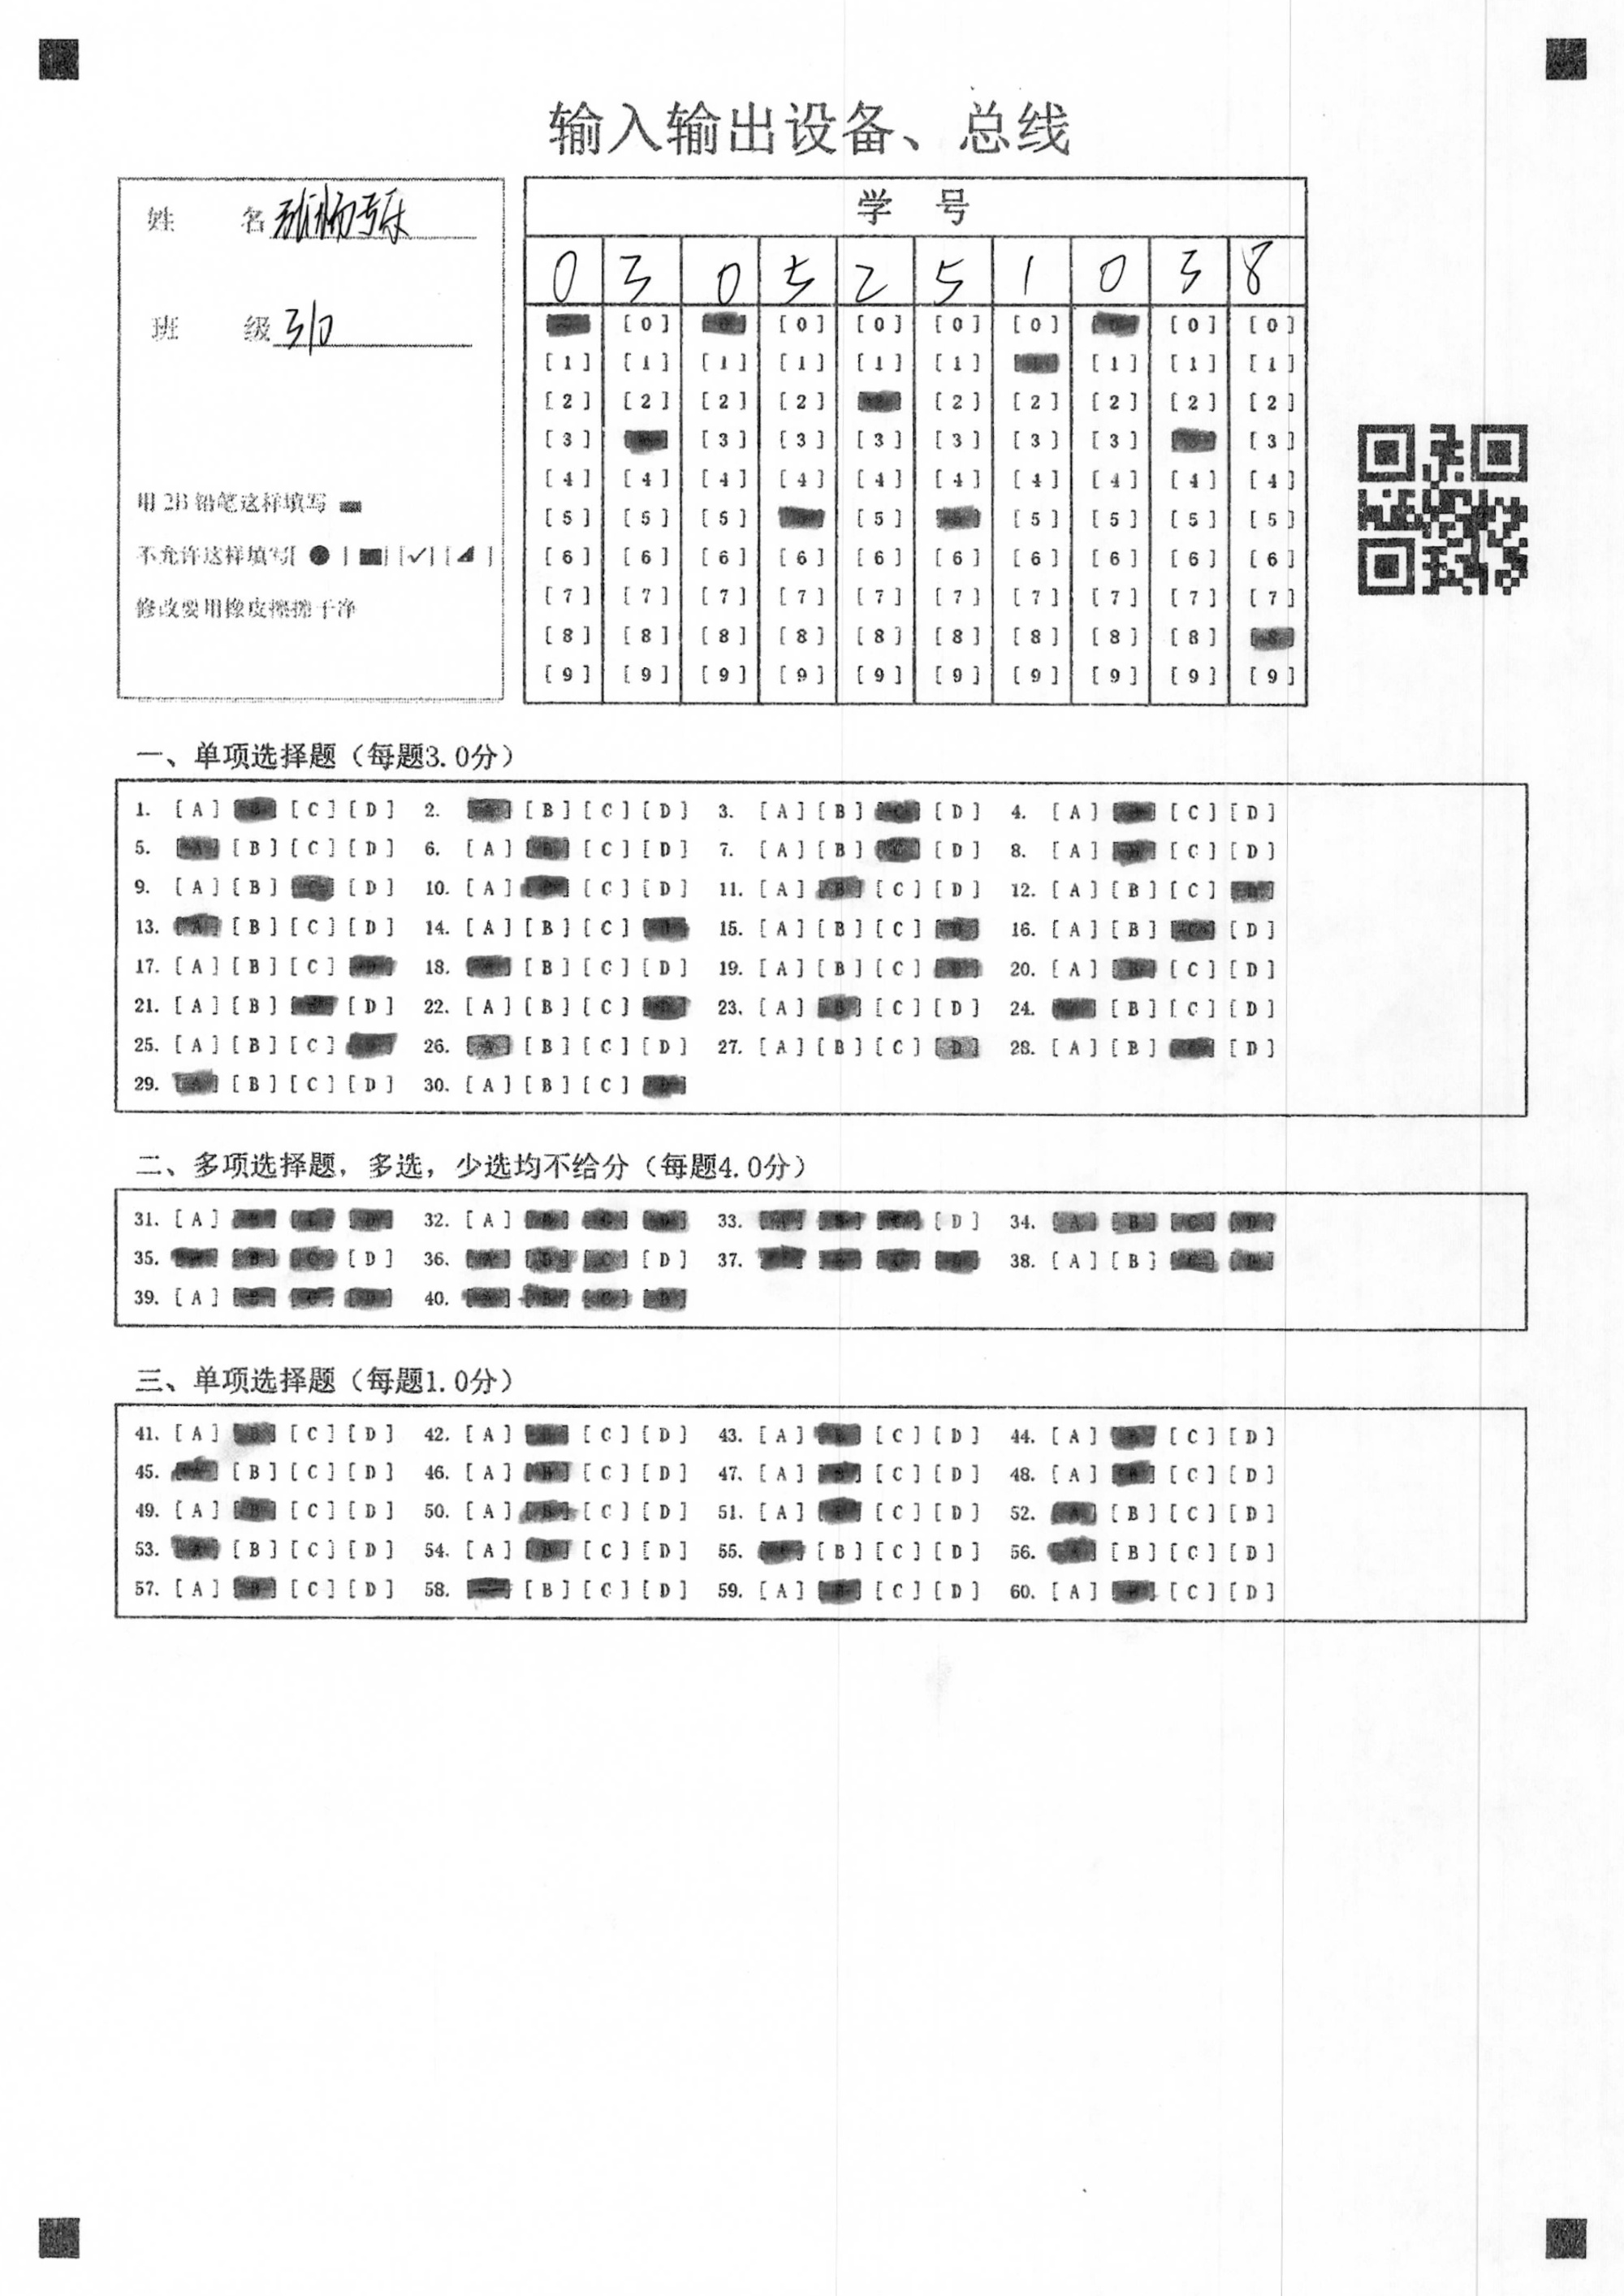 输入输出设备、总线
姓 名
班 级 310
用 2B 铅笔这样填写
不允许这样填写[ ● ] [■] [✓] [◢ ]
修改要用橡皮擦擦干净
学 号
0 3 0 5 2 5 1 0 3 8
[0] [0] [0] [0] [0] [0] [0]
[1] [1] [1] [1] [1] [1] [1] [1] [1]
[2] [2] [2] [2] [2] [2] [2] [2] [2]
[3] [3] [3] [3] [3] [3] [3] [3]
[4] [4] [4] [4] [4] [4] [4] [4] [4] [4]
[5] [5] [5] [5] [5] [5] [5] [5]
[6] [6] [6] [6] [6] [6] [6] [6] [6] [6]
[7] [7] [7] [7] [7] [7] [7] [7] [7] [7]
[8] [8] [8] [8] [8] [8] [8] [8] [8] [8]
[9] [9] [9] [9] [9] [9] [9] [9] [9] [9]
一、单项选择题（每题3.0分）
1. [A] [C] [D] 2. [B] [C] [D] 3. [A] [B] [D] 4. [A] [C] [D]
5. [A] [B] [C] [D] 6. [A] [B] [C] [D] 7. [A] [B] [C] [D] 8. [A] [C] [D]
9. [A] [B] [D] 10. [A] [C] [D] 11. [A] [B] [C] [D] 12. [A] [B] [C]
13. [A] [B] [C] [D] 14. [A] [B] [C] 15. [A] [B] [C] 16. [A] [B] [D]
17. [A] [B] [C] 18. [B] [C] [D] 19. [A] [B] [C] 20. [A] [C] [D]
21. [A] [B] [D] 22. [A] [B] [C] 23. [A] [B] [C] [D] 24. [B] [C] [D]
25. [A] [B] [C] 26. [A] [B] [C] [D] 27. [A] [B] [C] [D] 28. [A] [B] [D]
29. [A] [B] [C] [D] 30. [A] [B] [C]
二、多项选择题，多选，少选均不给分（每题4.0分）
31. [A] 32. [A] 33. [D] 34. [A] [B] [C] [D]
35. [B] [C] [D] 36. [A] [B] [C] [D] 37. 38. [A] [B]
39. [A] 40.
三、单项选择题（每题1.0分）
41. [A] [B] [C] [D] 42. [A] [C] [D] 43. [A] [C] [D] 44. [A] [C] [D]
45. [B] [C] [D] 46. [A] [C] [D] 47. [A] [C] [D] 48. [A] [C] [D]
49. [A] [B] [C] [D] 50. [A] [B] [C] [D] 51. [A] [C] [D] 52. [A] [B] [C] [D]
53. [B] [C] [D] 54. [A] [B] [C] [D] 55. [B] [C] [D] 56. [B] [C] [D]
57. [A] [B] [C] [D] 58. [B] [C] [D] 59. [A] [C] [D] 60. [A] [C] [D]